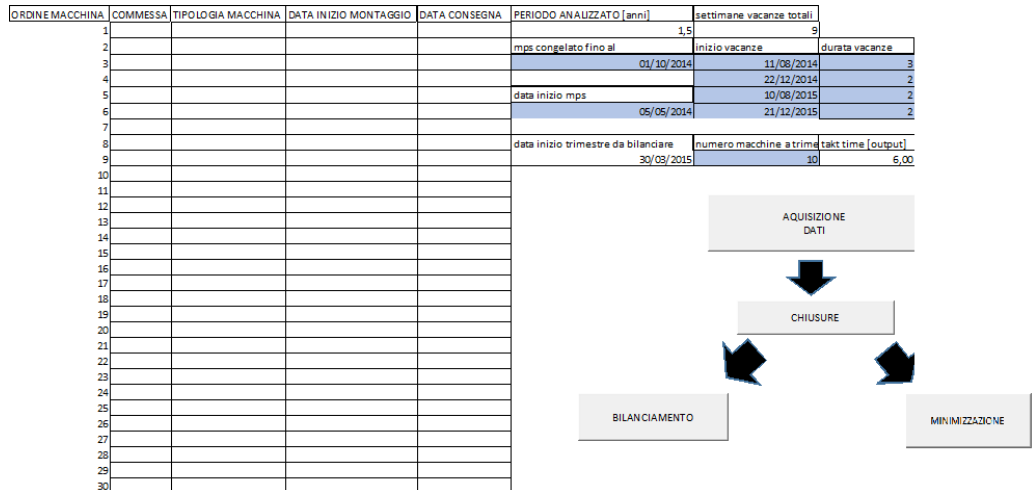 ORDINE MACCHINA COMMESSA TIPOLOGIA MACCHINA DATA INIZIO MONTAGGIO DATA CONSEGNA PERIODO ANALIZZATO [anni] settimane vacanze totali
1 1,5 9
2 mps congelato fino al inizio vacanze durata vacanze
3 01/10/2014 11/08/2014 3
4 22/12/2014 2
5 data inizio mps 10/08/2015 2
6 05/05/2014 21/12/2015 2
7
8 data inizio trimestre da bilanciare numero macchine a trime takt time [output]
9 30/03/2015 10 6,00
10
11
12
13
14
15
16
17
18
19
20
21
22
23
24
25
26
27
28
29
30
AQUISIZIONE
DATI
CHIUSURE
BILANCIAMENTO
MINIMIZZAZIONE